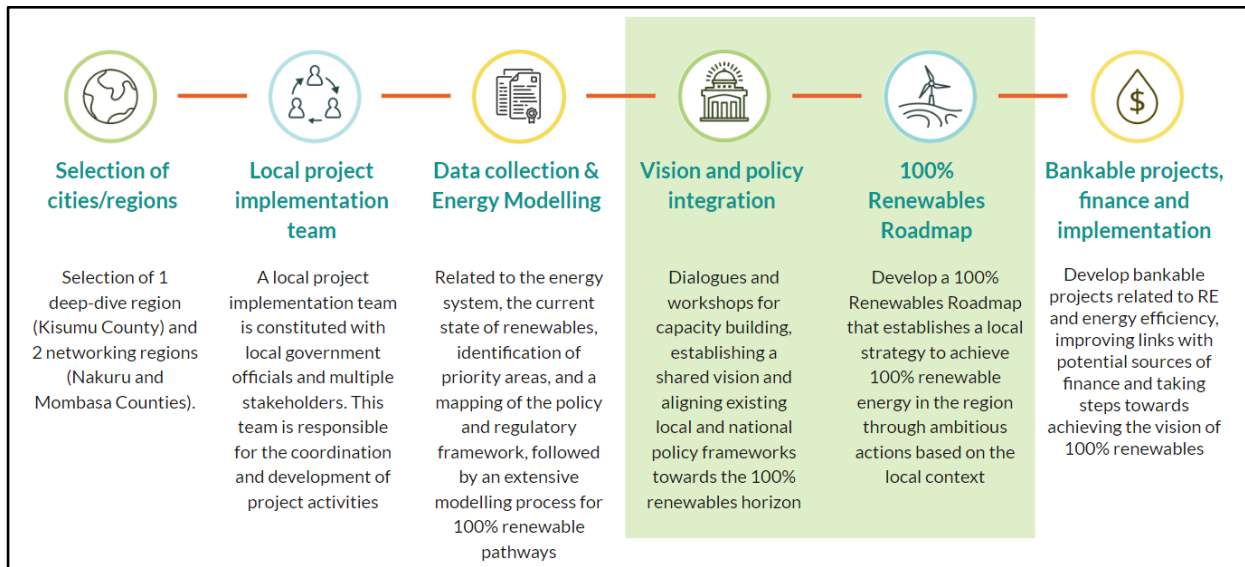 Selection of
cities/regions
Selection of 1
deep-dive region
(Kisumu County) and
2 networking regions
(Nakuru and
Mombasa Counties).
Local project
implementation
team
A local project
implementation team
is constituted with
local government
officials and multiple
stakeholders. This
team is responsible
for the coordination
and development of
project activities
Data collection &
Energy Modelling
Related to the energy
system, the current
state of renewables,
identification of
priority areas, and a
mapping of the policy
and regulatory
framework, followed
by an extensive
modelling process for
100% renewable
pathways
Vision and policy
integration
Dialogues and
workshops for
capacity building,
establishing a
shared vision and
aligning existing
local and national
policy frameworks
towards the 100%
renewables horizon
100%
Renewables
Roadmap
Develop a 100%
Renewables Roadmap
that establishes a local
strategy to achieve
100% renewable
energy in the region
through ambitious
actions based on the
local context
$
Bankable projects,
finance and
implementation
Develop bankable
projects related to RE
and energy efficiency,
improving links with
potential sources of
finance and taking
steps towards
achieving the vision of
100% renewables